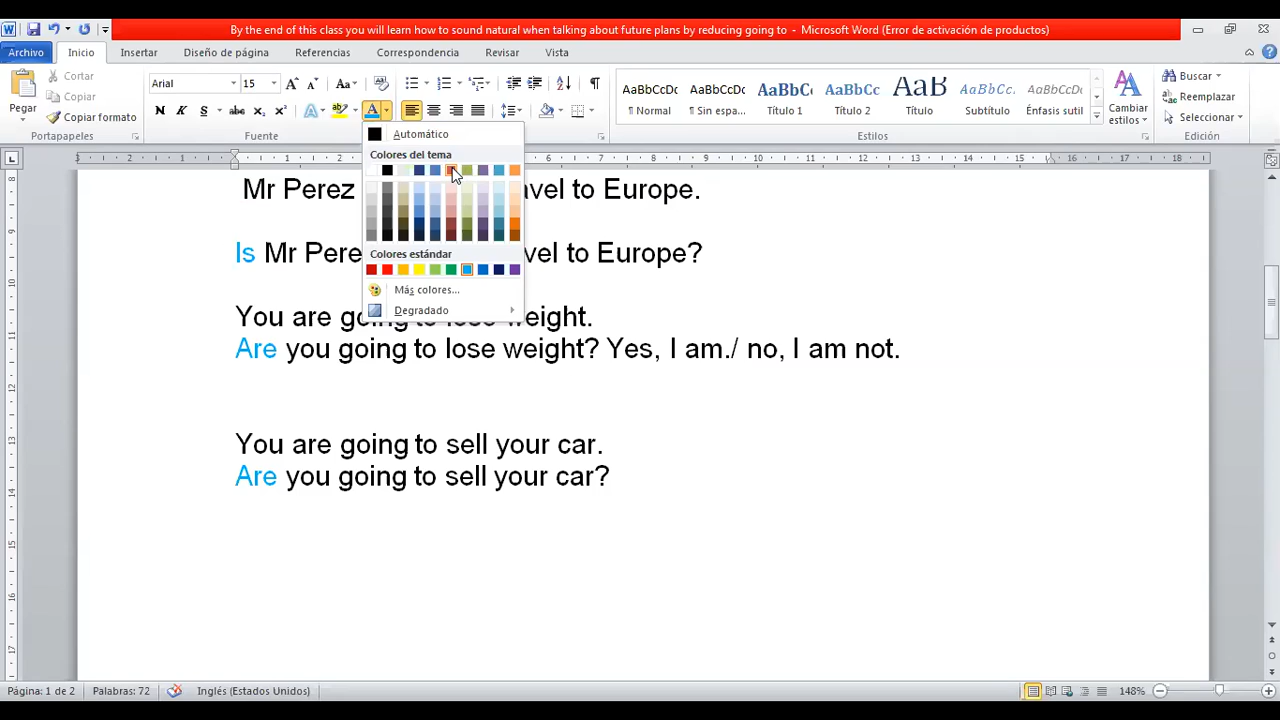 By the end of this class you will learn how to sound natural when talking about future plans by reducing going to - Microsoft Word (Error de activación de productos)
Archivo Inicio Insertar Diseño de página Referencias Correspondencia Revisar Vista
Pegar
Cortar
Copiar
Copiar formato
Portapapeles
Arial 15
N K S abc x₂ x²
Fuente
AaBbCcDc AaBbCcDc AaBbC AaBbCc AaB AaBbCc. AaBbCcDc
¶ Normal ¶ Sin espa... Título 1 Título 2 Título Subtítulo Énfasis sutil
Estilos
Cambiar estilos
Buscar
Reemplazar
Seleccionar
Edición
Automático
Colores del tema
Colores estándar
Más colores...
Degradado
Mr Perez avel to Europe.
Is Mr Pere vel to Europe?
You are going to lose weight.
Are you going to lose weight? Yes, I am./ no, I am not.
You are going to sell your car.
Are you going to sell your car?
Página: 1 de 2 Palabras: 72 Inglés (Estados Unidos) 148%